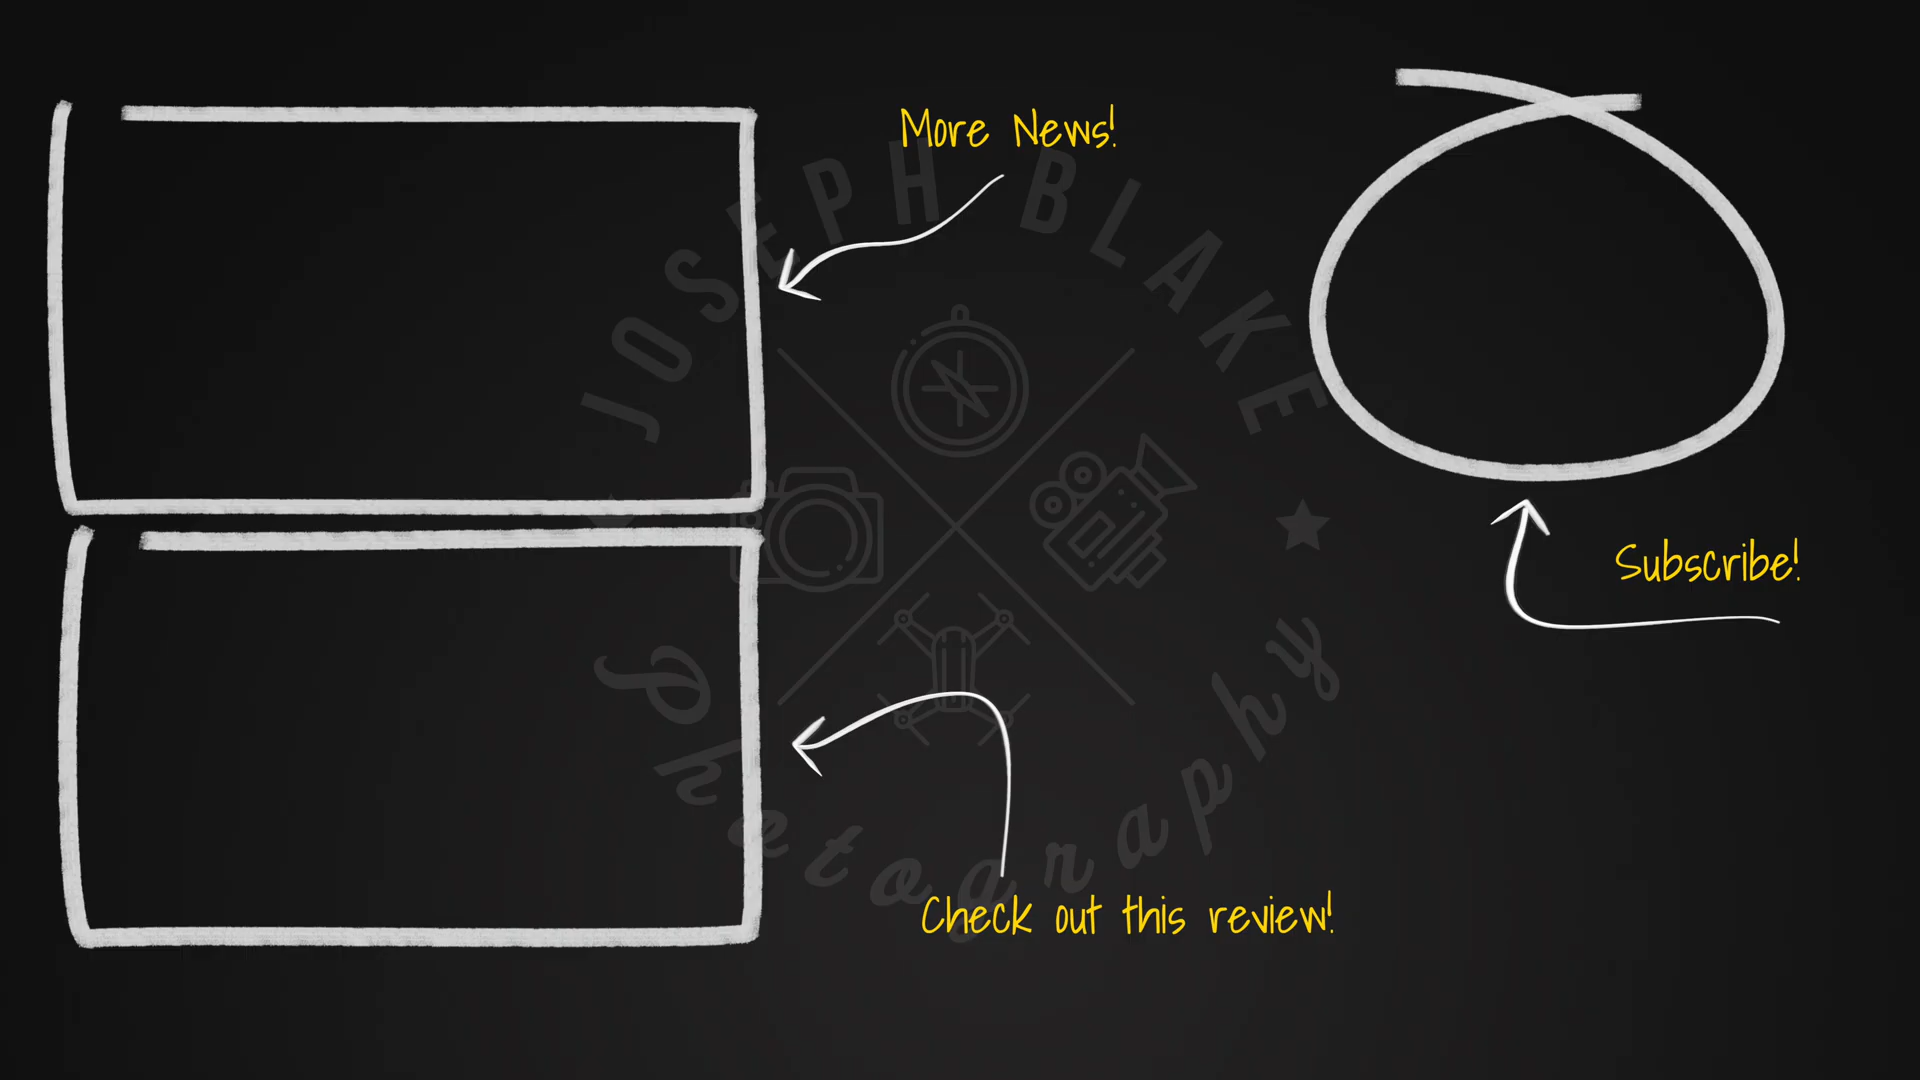 More News!
JOSEPH BLAKE
Subscribe!
Photography
Check out this review!